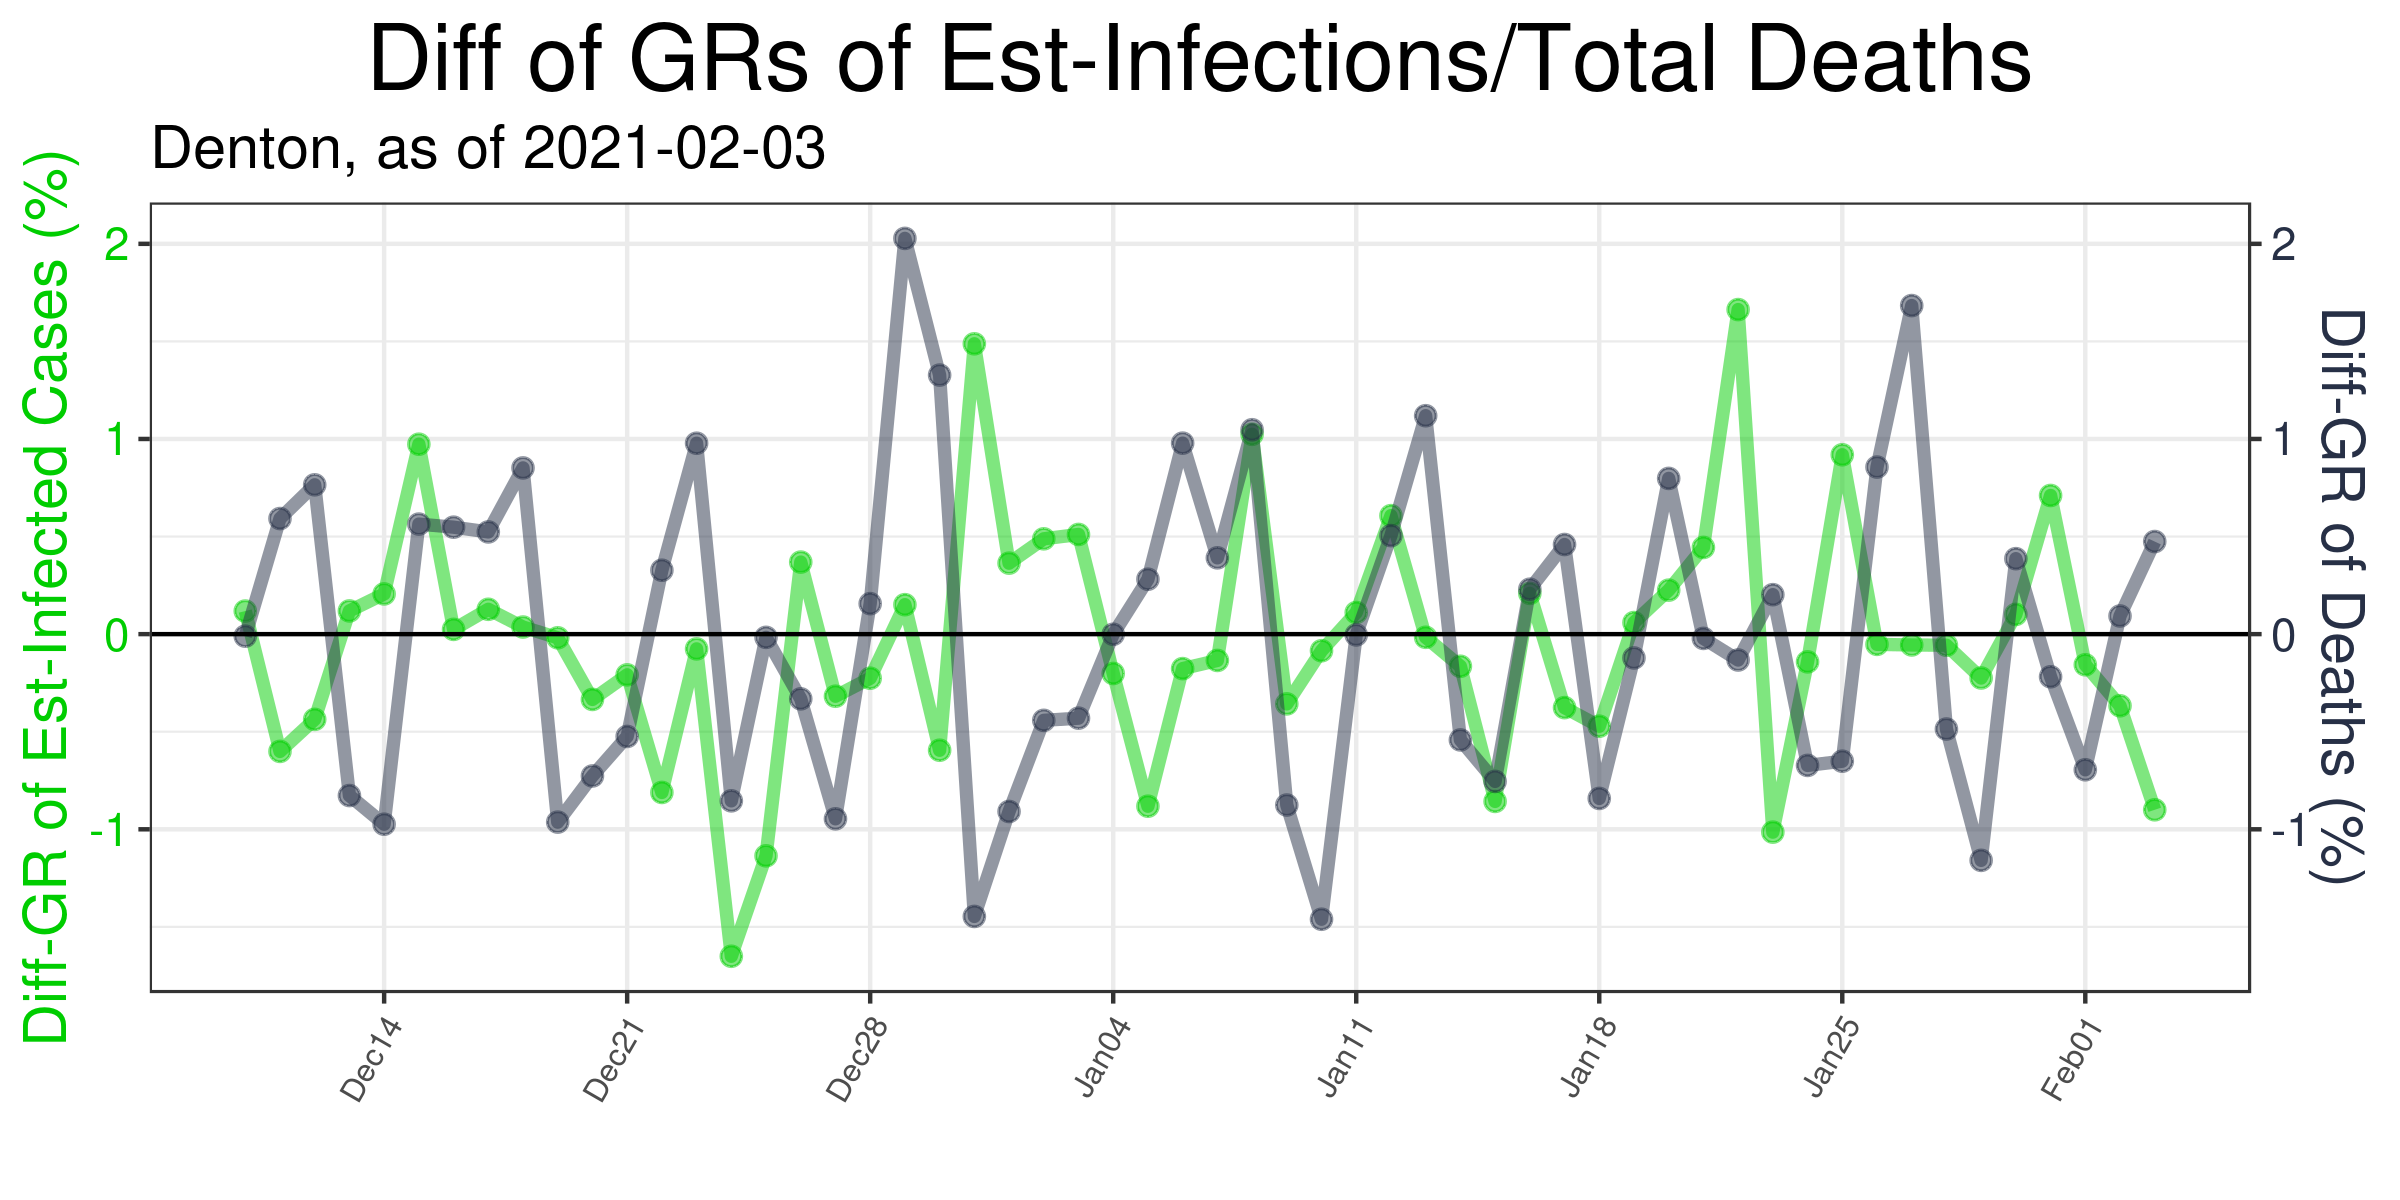 Diff of GRs of Est-Infections/Total Deaths
Denton, as of 2021-02-03
Diff-GR of Est-Infected Cases (%)
2
1
0
-1
2
1
0
-1
Diff-GR of Deaths (%)
Dec14
Dec21
Dec28
Jan04
Jan11
Jan18
Jan25
Feb01